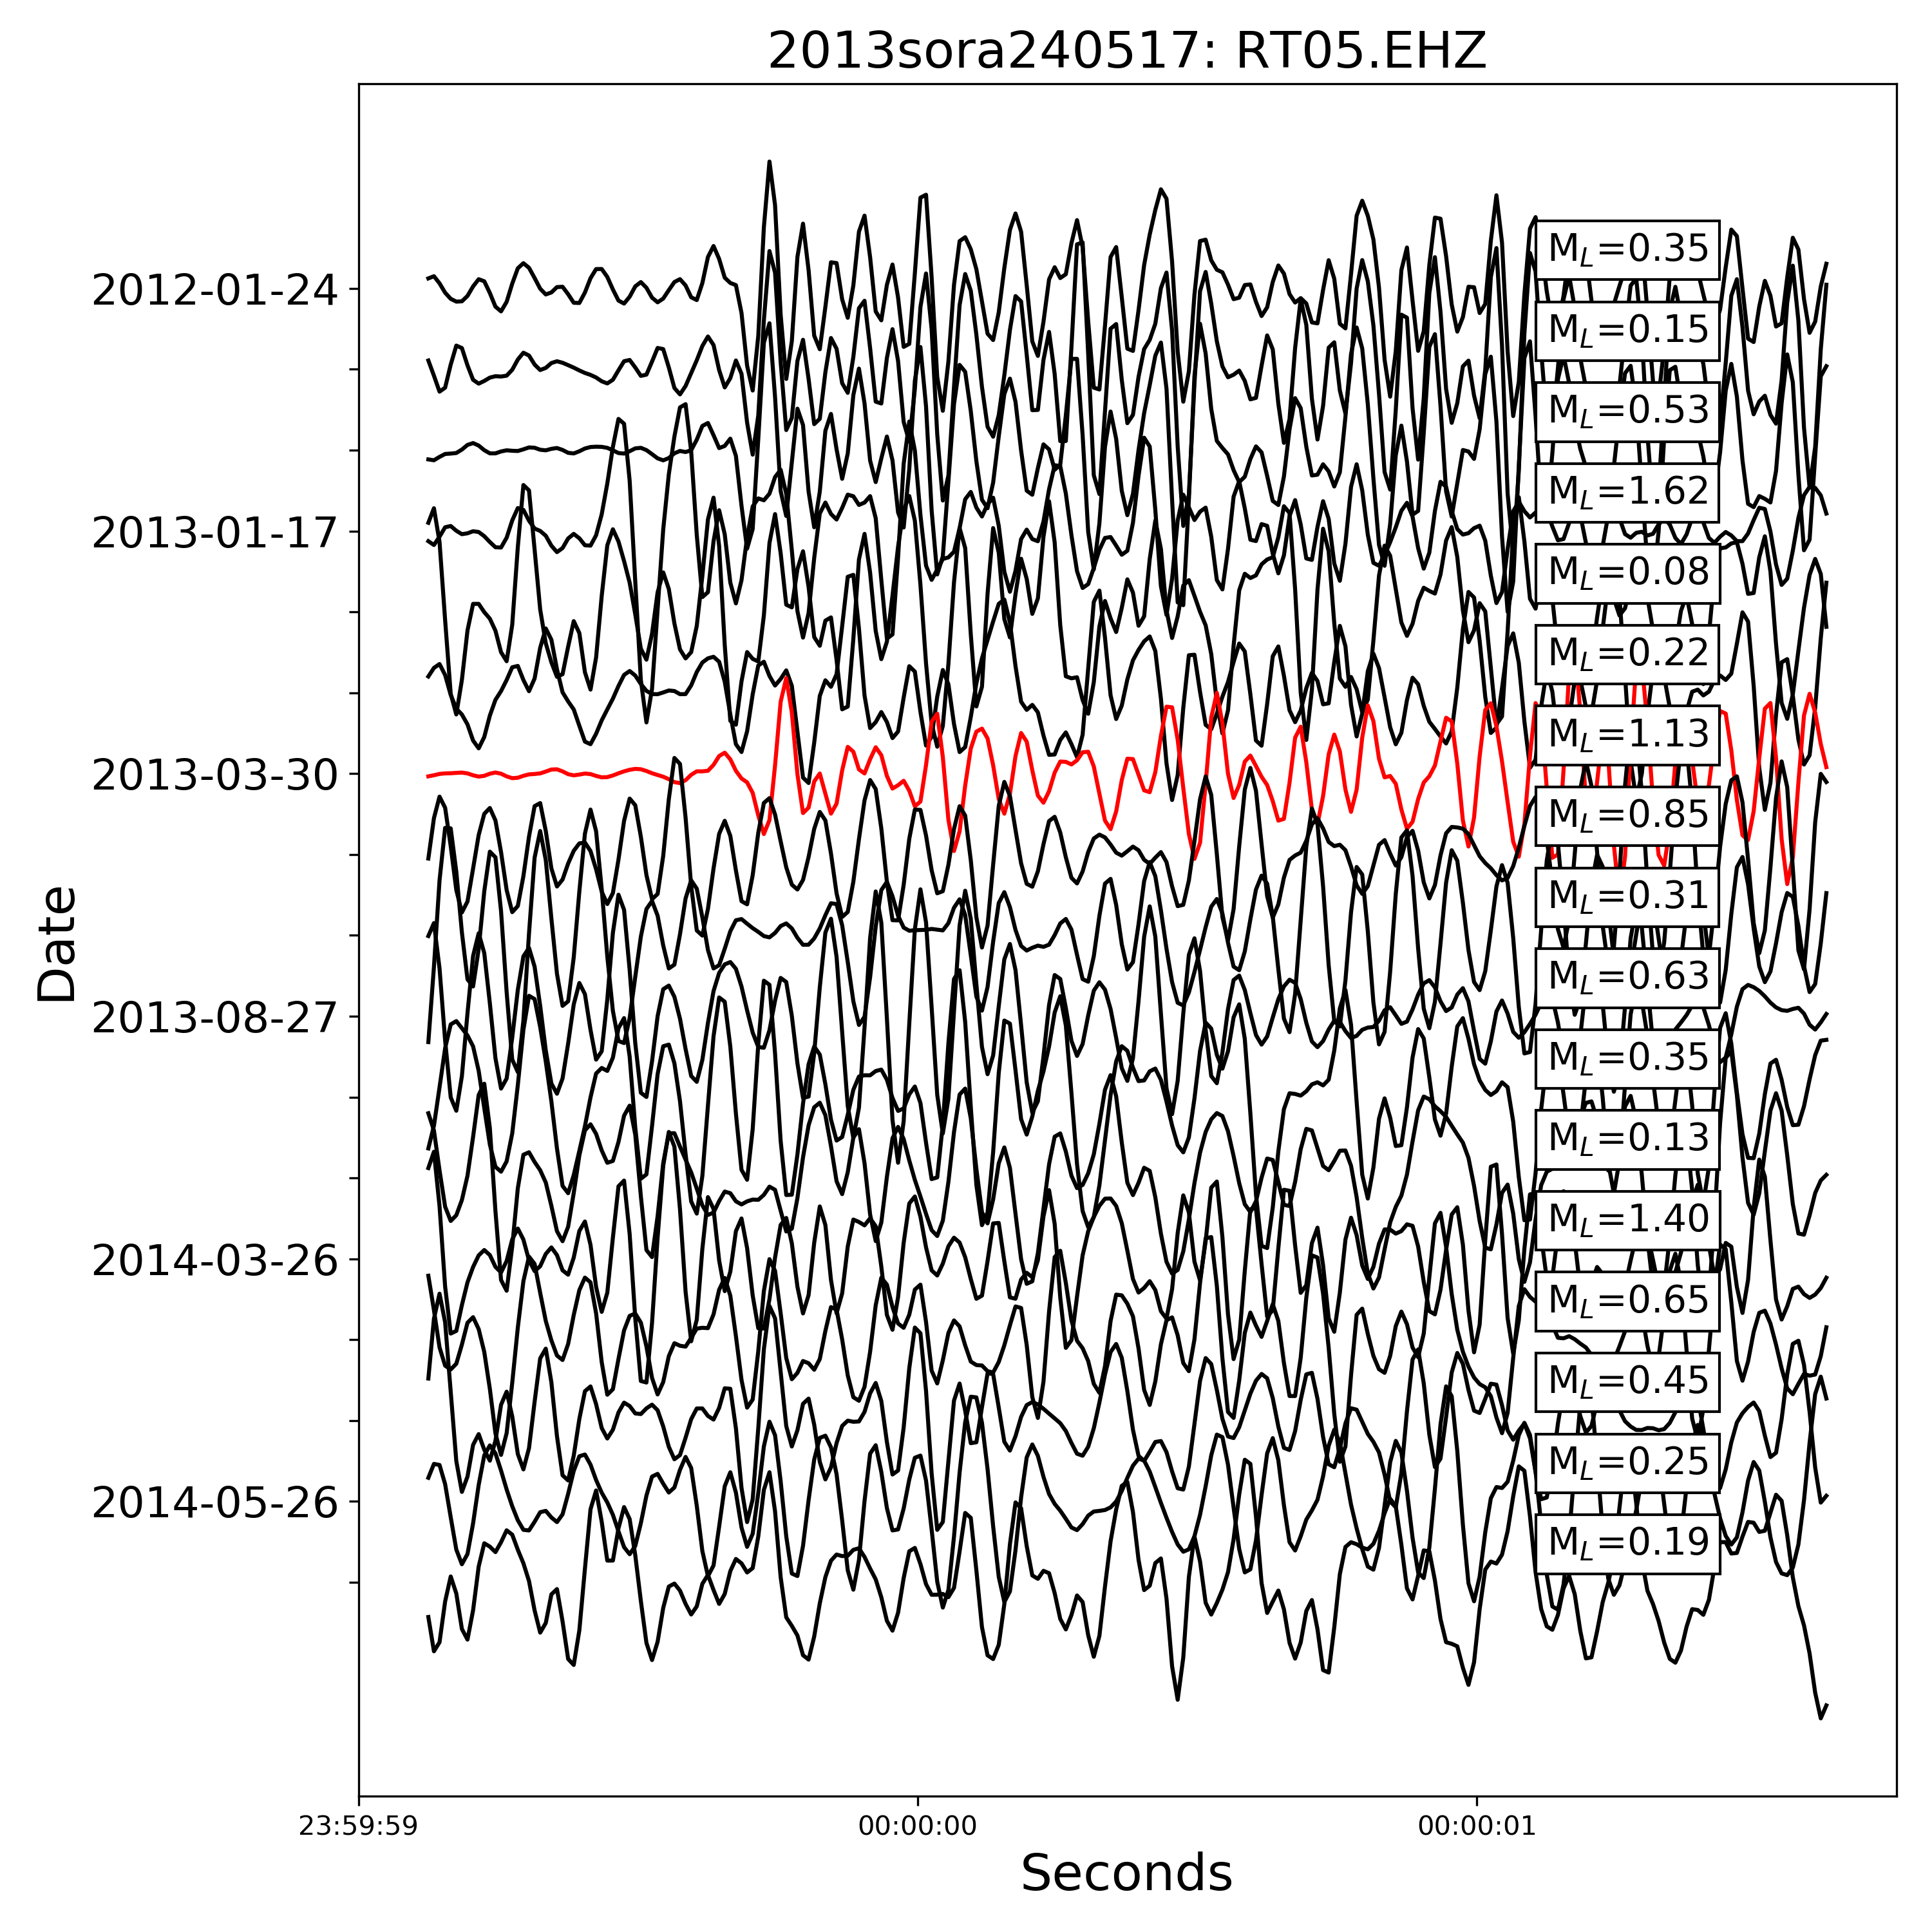 2013sora240517: RT05.EHZ
M_L=0.35
2012-01-24
M_L=0.15
M_L=0.53
M_L=1.62
2013-01-17
M_L=0.08
M_L=0.22
M_L=1.13
2013-03-30
M_L=0.85
M_L=0.31
Date
M_L=0.63
2013-08-27
M_L=0.35
M_L=0.13
M_L=1.40
2014-03-26
M_L=0.65
M_L=0.45
M_L=0.25
2014-05-26
M_L=0.19
23:59:59 00:00:00 00:00:01
Seconds